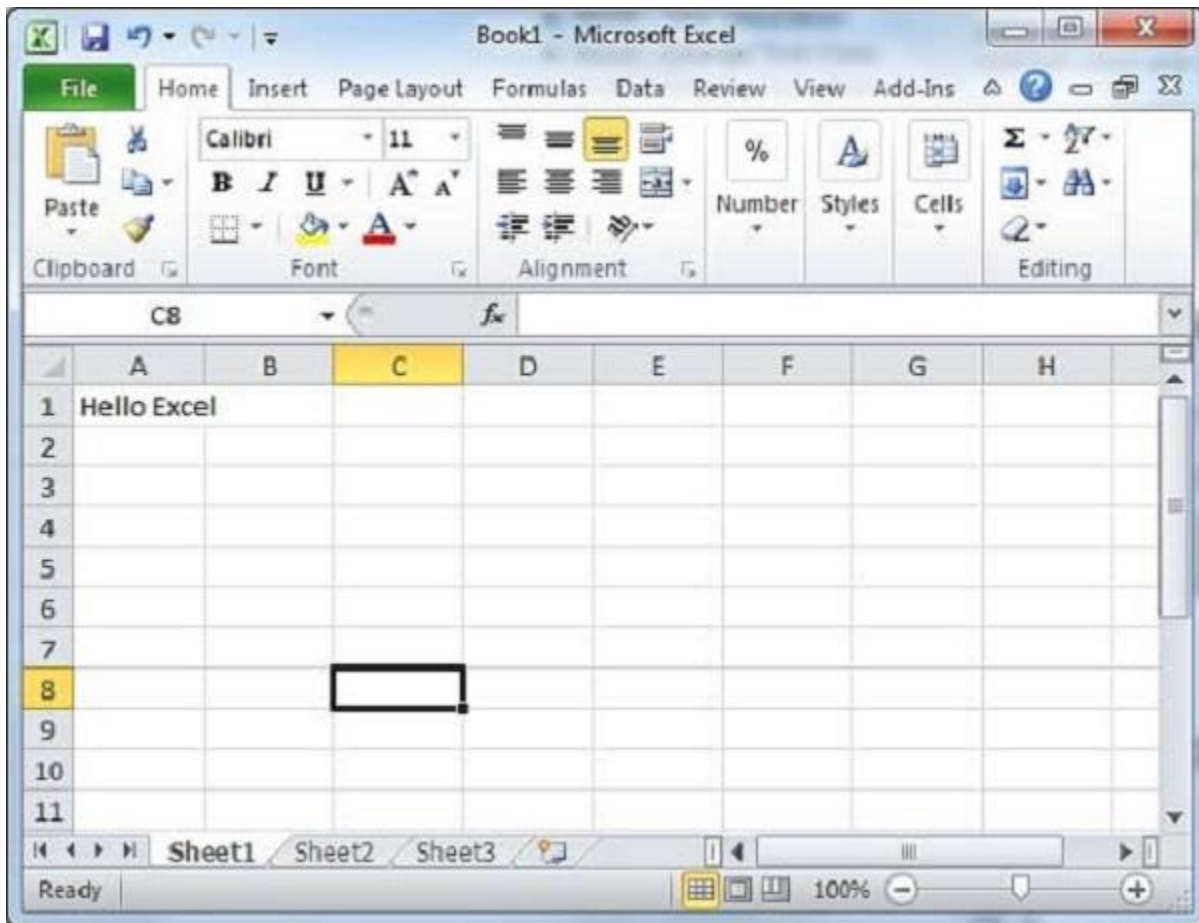 Book1 - Microsoft Excel
File Home Insert Page Layout Formulas Data Review View Add-Ins
Calibri 11
B I U A A
% A Σ
Paste Number Styles Cells
A
Clipboard Font Alignment Editing
C8 fx
A B C D E F G H
1 Hello Excel
2
3
4
5
6
7
8
9
10
11
Sheet1 Sheet2 Sheet3
Ready 100%